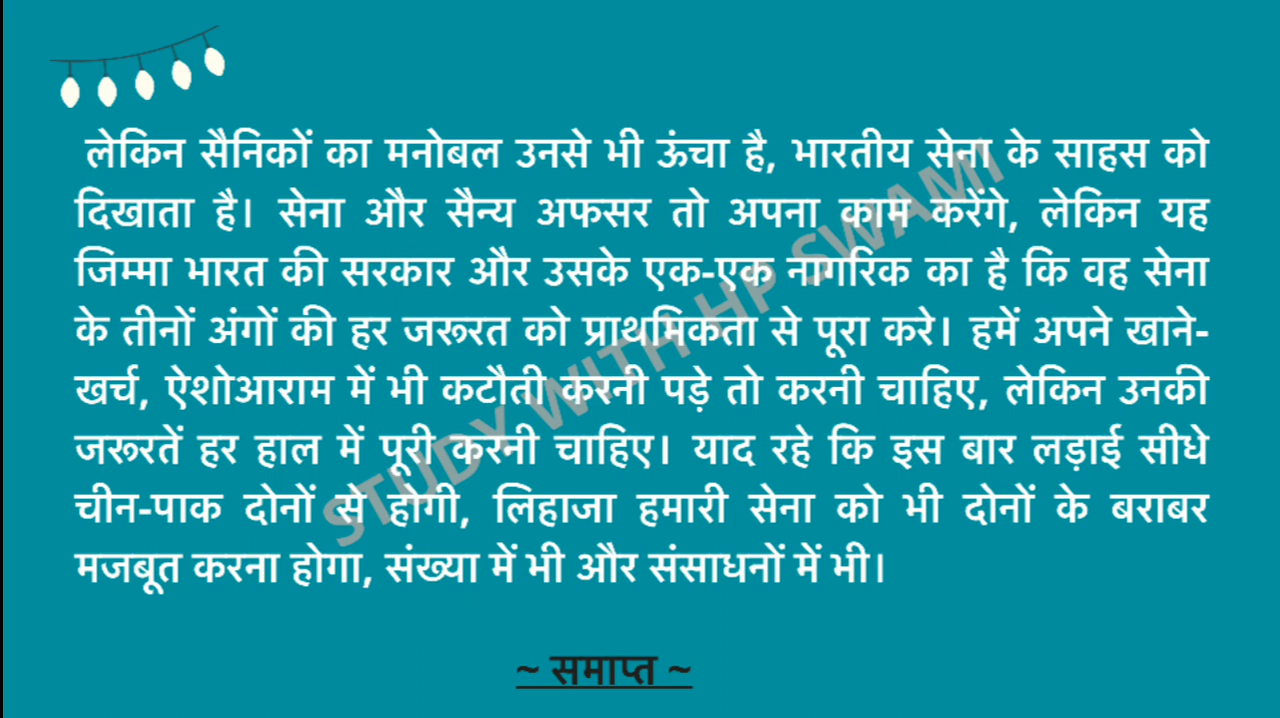 लेकिन सैनिकों का मनोबल उनसे भी ऊंचा है, भारतीय सेना के साहस को
दिखाता है। सेना और सैन्य अफसर तो अपना काम करेंगे, लेकिन यह
जिम्मा भारत की सरकार और उसके एक-एक नागरिक का है कि वह सेना
के तीनों अंगों की हर जरूरत को प्राथमिकता से पूरा करे। हमें अपने खाने-
खर्च, ऐशोआराम में भी कटौती करनी पड़े तो करनी चाहिए, लेकिन उनकी
जरूरतें हर हाल में पूरी करनी चाहिए। याद रहे कि इस बार लड़ाई सीधे
चीन-पाक दोनों से होगी, लिहाजा हमारी सेना को भी दोनों के बराबर
मजबूत करना होगा, संख्या में भी और संसाधनों में भी।
~ समाप्त ~
STUDY WITH HP SWAMI